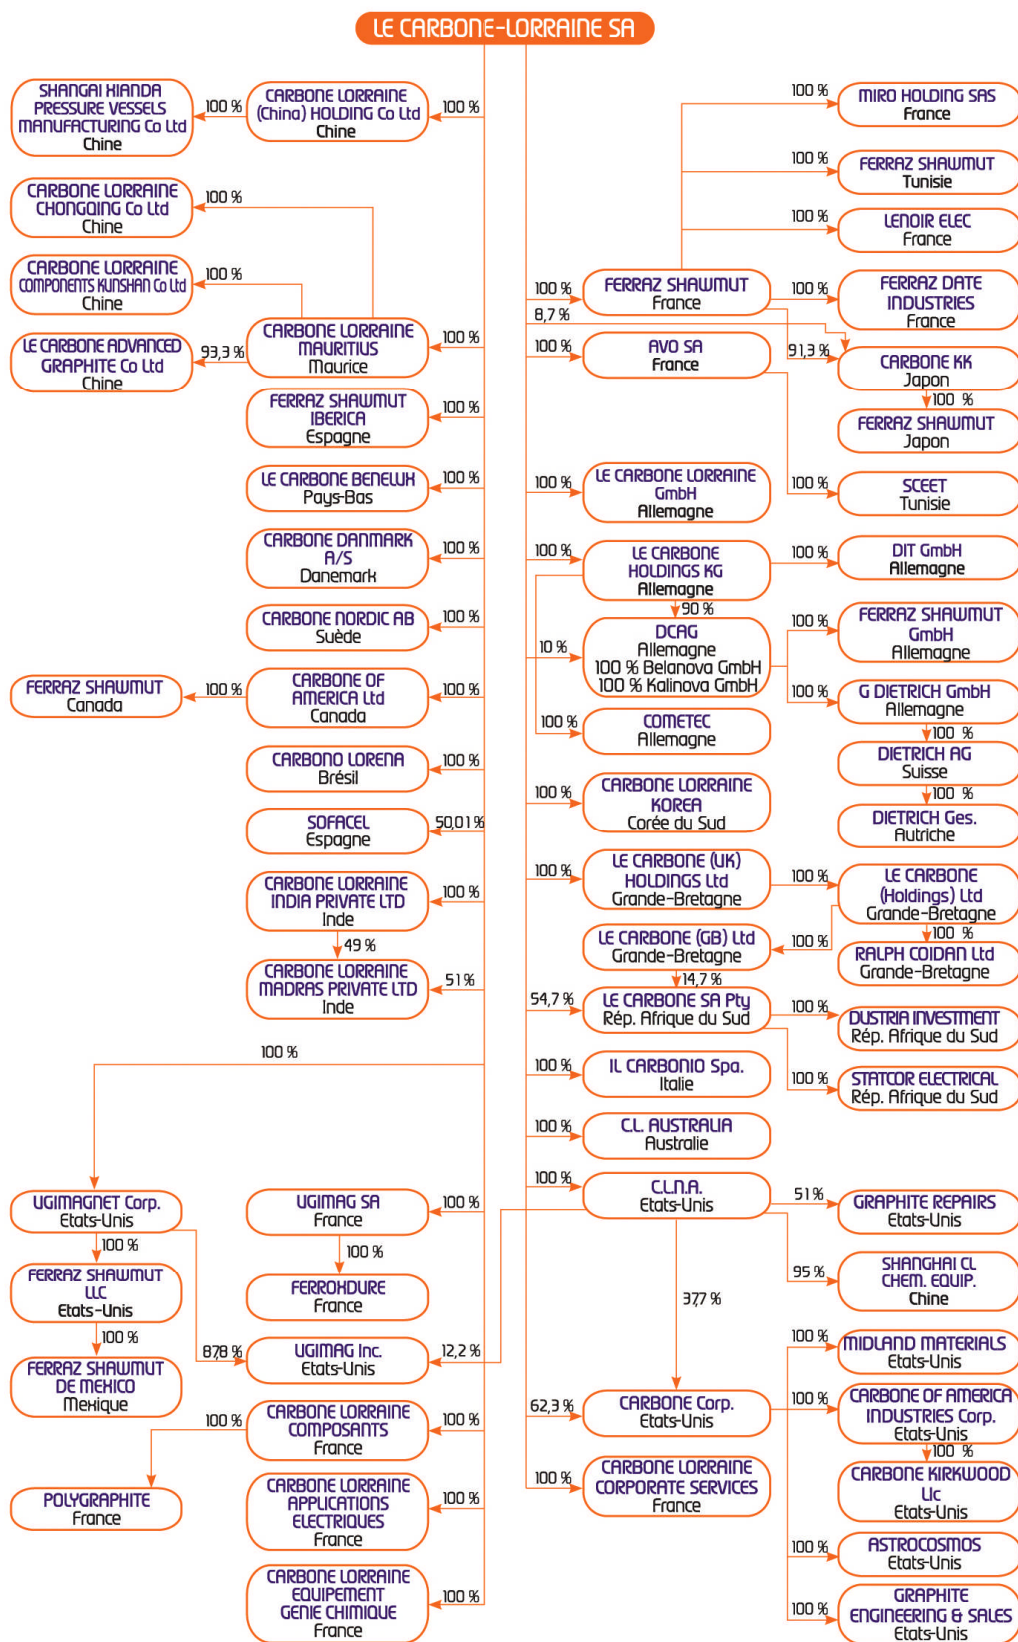 LE CARBONE-LORRAINE SA
SHANGAI XIANDA
PRESSURE VESSELS
MANUFACTURING Co Ltd
Chine
100 %
CARBONE LORRAINE
(China) HOLDING Co Ltd
Chine
100 %
CARBONE LORRAINE
CHONGQING Co Ltd
Chine
100 %
CARBONE LORRAINE
COMPONENTS KUNSHAN Co Ltd
Chine
100 %
LE CARBONE ADVANCED
GRAPHITE Co Ltd
Chine
93,3 %
CARBONE LORRAINE
MAURITIUS
Maurice
100 %
FERRAZ SHAWMUT
IBERICA
Espagne
100 %
LE CARBONE BENELUX
Pays-Bas
100 %
CARBONE DANMARK
A/S
Danemark
100 %
CARBONE NORDIC AB
Suède
100 %
FERRAZ SHAWMUT
Canada
100%
CARBONE OF
AMERICA Ltd
Canada
100%
CARBONO LORENA
Brésil
100 %
SOFACEL
Espagne
50,01 %
CARBONE LORRAINE
INDIA PRIVATE LTD
Inde
100 %
49 %
CARBONE LORRAINE
MADRAS PRIVATE LTD
Inde
51 %
100 %
UGIMAGNET Corp.
Etats-Unis
100 %
FERRAZ SHAWMUT
LLC
Etats-Unis
100 %
FERRAZ SHAWMUT
DE MEXICO
Mexique
UGIMAG SA
France
100 %
100 %
FERROXDURE
France
87,8 %
UGIMAG Inc.
Etats-Unis
12,2 %
100 %
CARBONE LORRAINE
COMPOSANTS
France
100 %
POLYGRAPHITE
France
CARBONE LORRAINE
APPLICATIONS
ELECTRIQUES
France
100 %
CARBONE LORRAINE
EQUIPEMENT
GENIE CHIMIQUE
France
100 %
100 %
MIRO HOLDING SAS
France
100 %
FERRAZ SHAWMUT
Tunisie
100 %
LENOIR ELEC
France
100 %
FERRAZ SHAWMUT
France
100 %
FERRAZ DATE
INDUSTRIES
France
8,7 %
100 %
AVO SA
France
91,3 %
CARBONE KK
Japon
100 %
FERRAZ SHAWMUT
Japon
100 %
LE CARBONE LORRAINE
GmbH
Allemagne
100 %
SCEET
Tunisie
100 %
LE CARBONE
HOLDINGS KG
Allemagne
100 %
DIT GmbH
Allemagne
90 %
10 %
DCAG
Allemagne
100 % Belanova GmbH
100 % Kalinova GmbH
100 %
FERRAZ SHAWMUT
GmbH
Allemagne
100 %
G DIETRICH GmbH
Allemagne
100 %
COMETEC
Allemagne
100 %
DIETRICH AG
Suisse
100 %
DIETRICH Ges.
Autriche
100 %
CARBONE LORRAINE
KOREA
Corée du Sud
100 %
LE CARBONE (UK)
HOLDINGS Ltd
Grande-Bretagne
100 %
LE CARBONE
(Holdings) Ltd
Grande-Bretagne
LE CARBONE (GB) Ltd
Grande-Bretagne
100 %
100 %
RALPH COIDAN Ltd
Grande-Bretagne
14,7 %
54,7 %
LE CARBONE SA Pty
Rép. Afrique du Sud
100 %
DUSTRIA INVESTMENT
Rép. Afrique du Sud
100 %
STATCOR ELECTRICAL
Rép. Afrique du Sud
100 %
IL CARBONIO Spa.
Italie
100 %
C.L. AUSTRALIA
Australie
100 %
C.L.N.A.
Etats-Unis
51 %
GRAPHITE REPAIRS
Etats-Unis
95 %
SHANGHAI CL
CHEM. EQUIP.
Chine
37,7 %
62,3 %
CARBONE Corp.
Etats-Unis
100 %
MIDLAND MATERIALS
Etats-Unis
100 %
CARBONE OF AMERICA
INDUSTRIES Corp.
Etats-Unis
100 %
CARBONE KIRKWOOD
Llc
Etats-Unis
100 %
CARBONE LORRAINE
CORPORATE SERVICES
France
100 %
ASTROCOSMOS
Etats-Unis
100 %
GRAPHITE
ENGINEERING & SALES
Etats-Unis